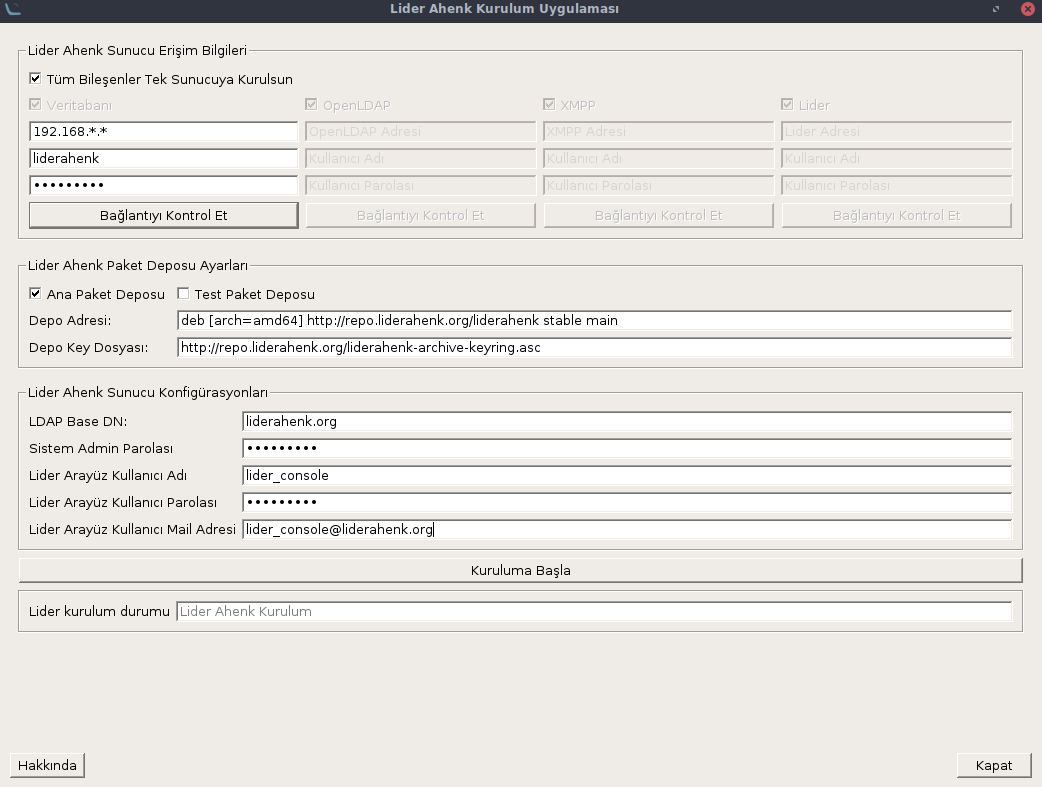 Lider Ahenk Kurulum Uygulaması
Lider Ahenk Sunucu Erişim Bilgileri
Tüm Bileşenler Tek Sunucuya Kurulsun
Veritabanı OpenLDAP XMPP Lider
192.168.*.* OpenLDAP Adresi XMPP Adresi Lider Adresi
liderahenk Kullanıcı Adı Kullanıcı Adı Kullanıcı Adı
••••••••• Kullanıcı Parolası Kullanıcı Parolası Kullanıcı Parolası
Bağlantıyı Kontrol Et Bağlantıyı Kontrol Et Bağlantıyı Kontrol Et Bağlantıyı Kontrol Et
Lider Ahenk Paket Deposu Ayarları
Ana Paket Deposu Test Paket Deposu
Depo Adresi: deb [arch=amd64] http://repo.liderahenk.org/liderahenk stable main
Depo Key Dosyası: http://repo.liderahenk.org/liderahenk-archive-keyring.asc
Lider Ahenk Sunucu Konfigürasyonları
LDAP Base DN: liderahenk.org
Sistem Admin Parolası •••••••••
Lider Arayüz Kullanıcı Adı lider_console
Lider Arayüz Kullanıcı Parolası •••••••••
Lider Arayüz Kullanıcı Mail Adresi lider_console@liderahenk.org
Kuruluma Başla
Lider kurulum durumu Lider Ahenk Kurulum
Hakkında Kapat